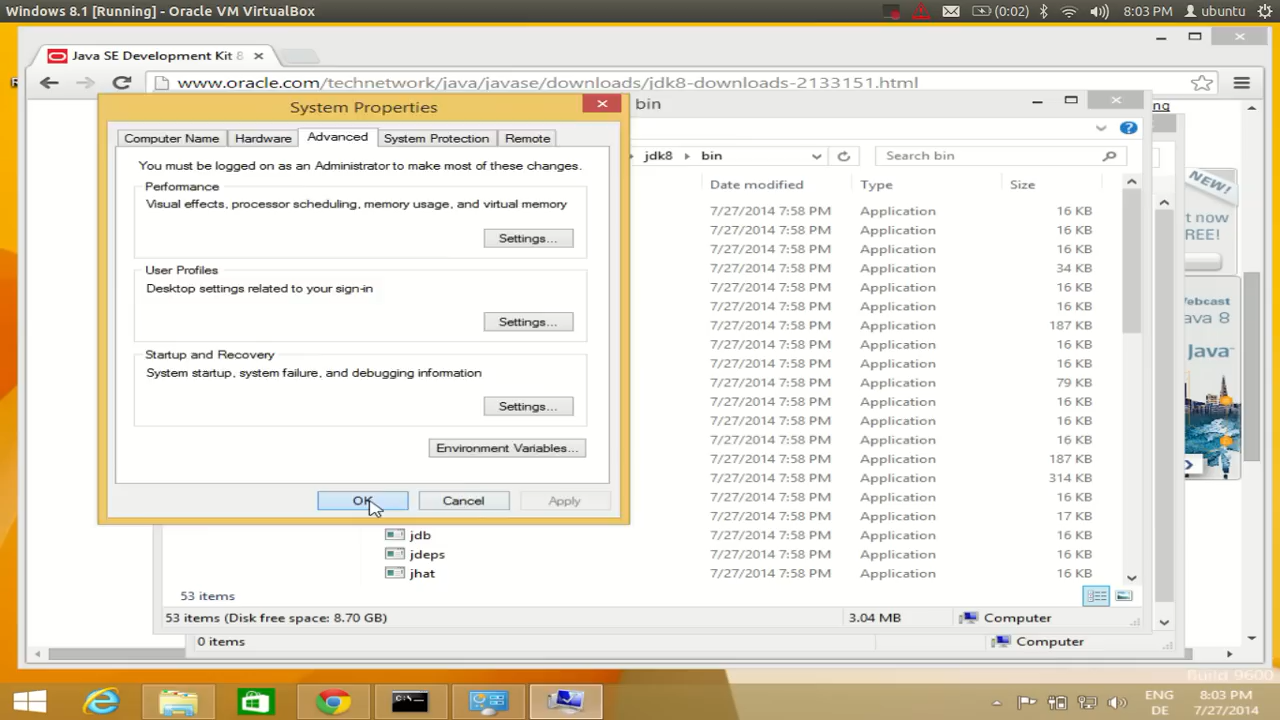 Windows 8.1 [Running] - Oracle VM VirtualBox
(0:02)
8:03 PM
ubuntu
Java SE Development Kit 8
www.oracle.com/technetwork/java/javase/downloads/jdk8-downloads-2133151.html
System Properties
bin
Computer Name
Hardware
Advanced
System Protection
Remote
You must be logged on as an Administrator to make most of these changes.
Performance
Visual effects, processor scheduling, memory usage, and virtual memory
Settings...
User Profiles
Desktop settings related to your sign-in
Settings...
Startup and Recovery
System startup, system failure, and debugging information
Settings...
Environment Variables...
OK
Cancel
Apply
jdk8
bin
Search bin
Date modified
Type
Size
7/27/2014 7:58 PM Application 16 KB
7/27/2014 7:58 PM Application 16 KB
7/27/2014 7:58 PM Application 16 KB
7/27/2014 7:58 PM Application 34 KB
7/27/2014 7:58 PM Application 16 KB
7/27/2014 7:58 PM Application 16 KB
7/27/2014 7:58 PM Application 187 KB
7/27/2014 7:58 PM Application 16 KB
7/27/2014 7:58 PM Application 16 KB
7/27/2014 7:58 PM Application 79 KB
7/27/2014 7:58 PM Application 16 KB
7/27/2014 7:58 PM Application 16 KB
7/27/2014 7:58 PM Application 16 KB
7/27/2014 7:58 PM Application 187 KB
7/27/2014 7:58 PM Application 314 KB
7/27/2014 7:58 PM Application 16 KB
7/27/2014 7:58 PM Application 17 KB
jdb 7/27/2014 7:58 PM Application 16 KB
jdeps 7/27/2014 7:58 PM Application 16 KB
jhat 7/27/2014 7:58 PM Application 16 KB
53 items
53 items (Disk free space: 8.70 GB)
3.04 MB
Computer
0 items
Computer
ng
NEW!
t now
REE!
Webcast
ava 8
Java
Build 9600
ENG
DE
8:03 PM
7/27/2014